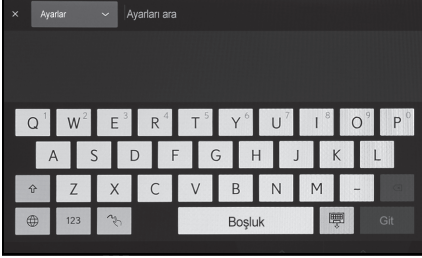 × Ayarlar Ayarları ara
Q 1 W 2 E 3 R 4 T 5 Y 6 U 7 I 8 O 9 P 0
A S D F G H J K L
Z X C V B N M -
123 Boşluk Git